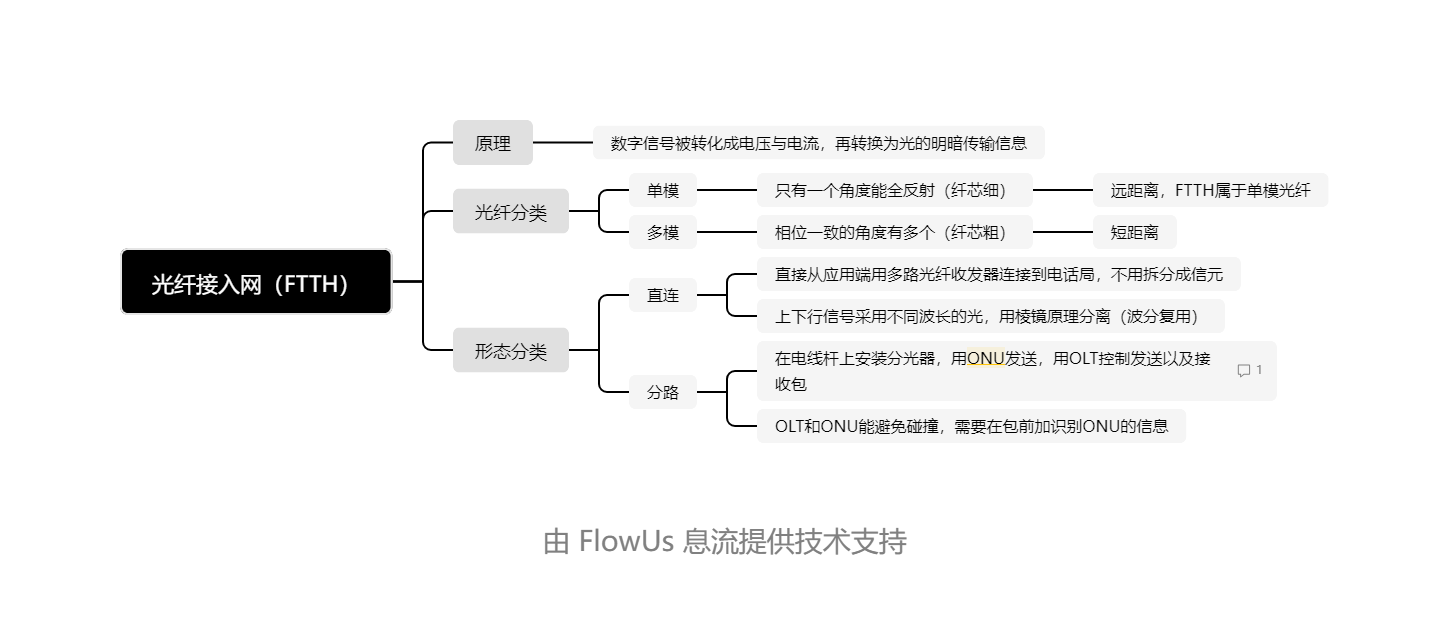 原理
数字信号被转化成电压与电流，再转换为光的明暗传输信息
光纤分类
单模
只有一个角度能全反射（纤芯细）
远距离，FTTH属于单模光纤
多模
相位一致的角度有多个（纤芯粗）
短距离
光纤接入网（FTTH）
形态分类
直连
直接从应用端用多路光纤收发器连接到电话局，不用拆分成信元
上下行信号采用不同波长的光，用棱镜原理分离（波分复用）
分路
在电线杆上安装分光器，用ONU发送，用OLT控制发送以及接
收包
1
OLT和ONU能避免碰撞，需要在包前加识别ONU的信息
由 FlowUs 息流提供技术支持